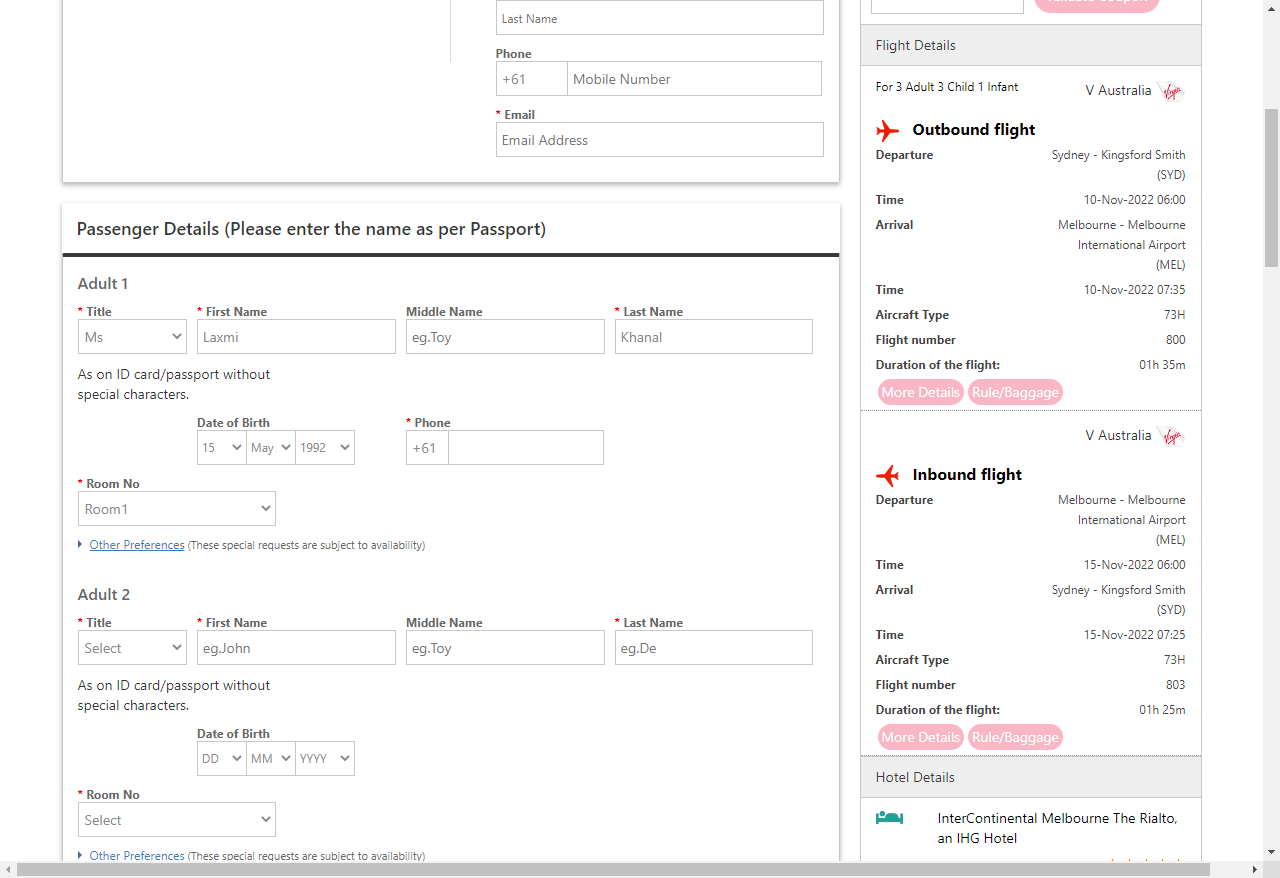 Last Name
Phone
+61 Mobile Number
* Email
Email Address
Passenger Details (Please enter the name as per Passport)
Adult 1
* Title * First Name Middle Name * Last Name
Ms Laxmi eg.Toy Khanal
As on ID card/passport without
special characters.
Date of Birth * Phone
15 May 1992 +61
* Room No
Room1
Other Preferences (These special requests are subject to availability)
Adult 2
* Title * First Name Middle Name * Last Name
Select eg.John eg.Toy eg.De
As on ID card/passport without
special characters.
Date of Birth
DD MM YYYY
* Room No
Select
Other Preferences (These special requests are subject to availability)
Flight Details
For 3 Adult 3 Child 1 Infant V Australia
Outbound flight
Departure Sydney - Kingsford Smith
(SYD)
Time 10-Nov-2022 06:00
Arrival Melbourne - Melbourne
International Airport
(MEL)
Time 10-Nov-2022 07:35
Aircraft Type 73H
Flight number 800
Duration of the flight: 01h 35m
More Details Rule/Baggage
V Australia
Inbound flight
Departure Melbourne - Melbourne
International Airport
(MEL)
Time 15-Nov-2022 06:00
Arrival Sydney - Kingsford Smith
(SYD)
Time 15-Nov-2022 07:25
Aircraft Type 73H
Flight number 803
Duration of the flight: 01h 25m
More Details Rule/Baggage
Hotel Details
InterContinental Melbourne The Rialto,
an IHG Hotel